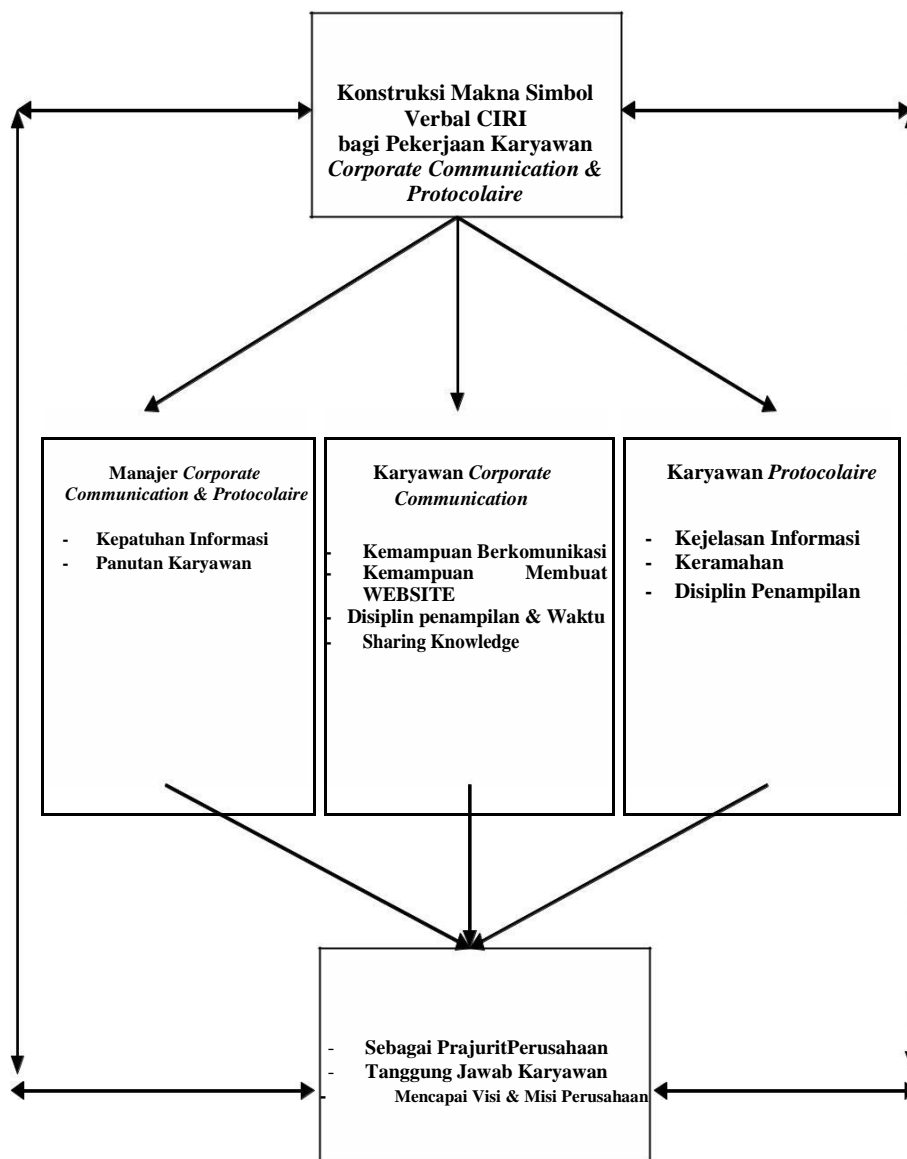 Konstruksi Makna Simbol
Verbal CIRI
bagi Pekerjaan Karyawan
Corporate Communication &
Protocolaire
Manajer Corporate
Communication & Protocolaire
- Kepatuhan Informasi
- Panutan Karyawan
Karyawan Corporate
Communication
- Kemampuan Berkomunikasi
- Kemampuan Membuat
WEBSITE
- Disiplin penampilan & Waktu
- Sharing Knowledge
Karyawan Protocolaire
- Kejelasan Informasi
- Keramahan
- Disiplin Penampilan
- Sebagai PrajuritPerusahaan
- Tanggung Jawab Karyawan
- Mencapai Visi & Misi Perusahaan